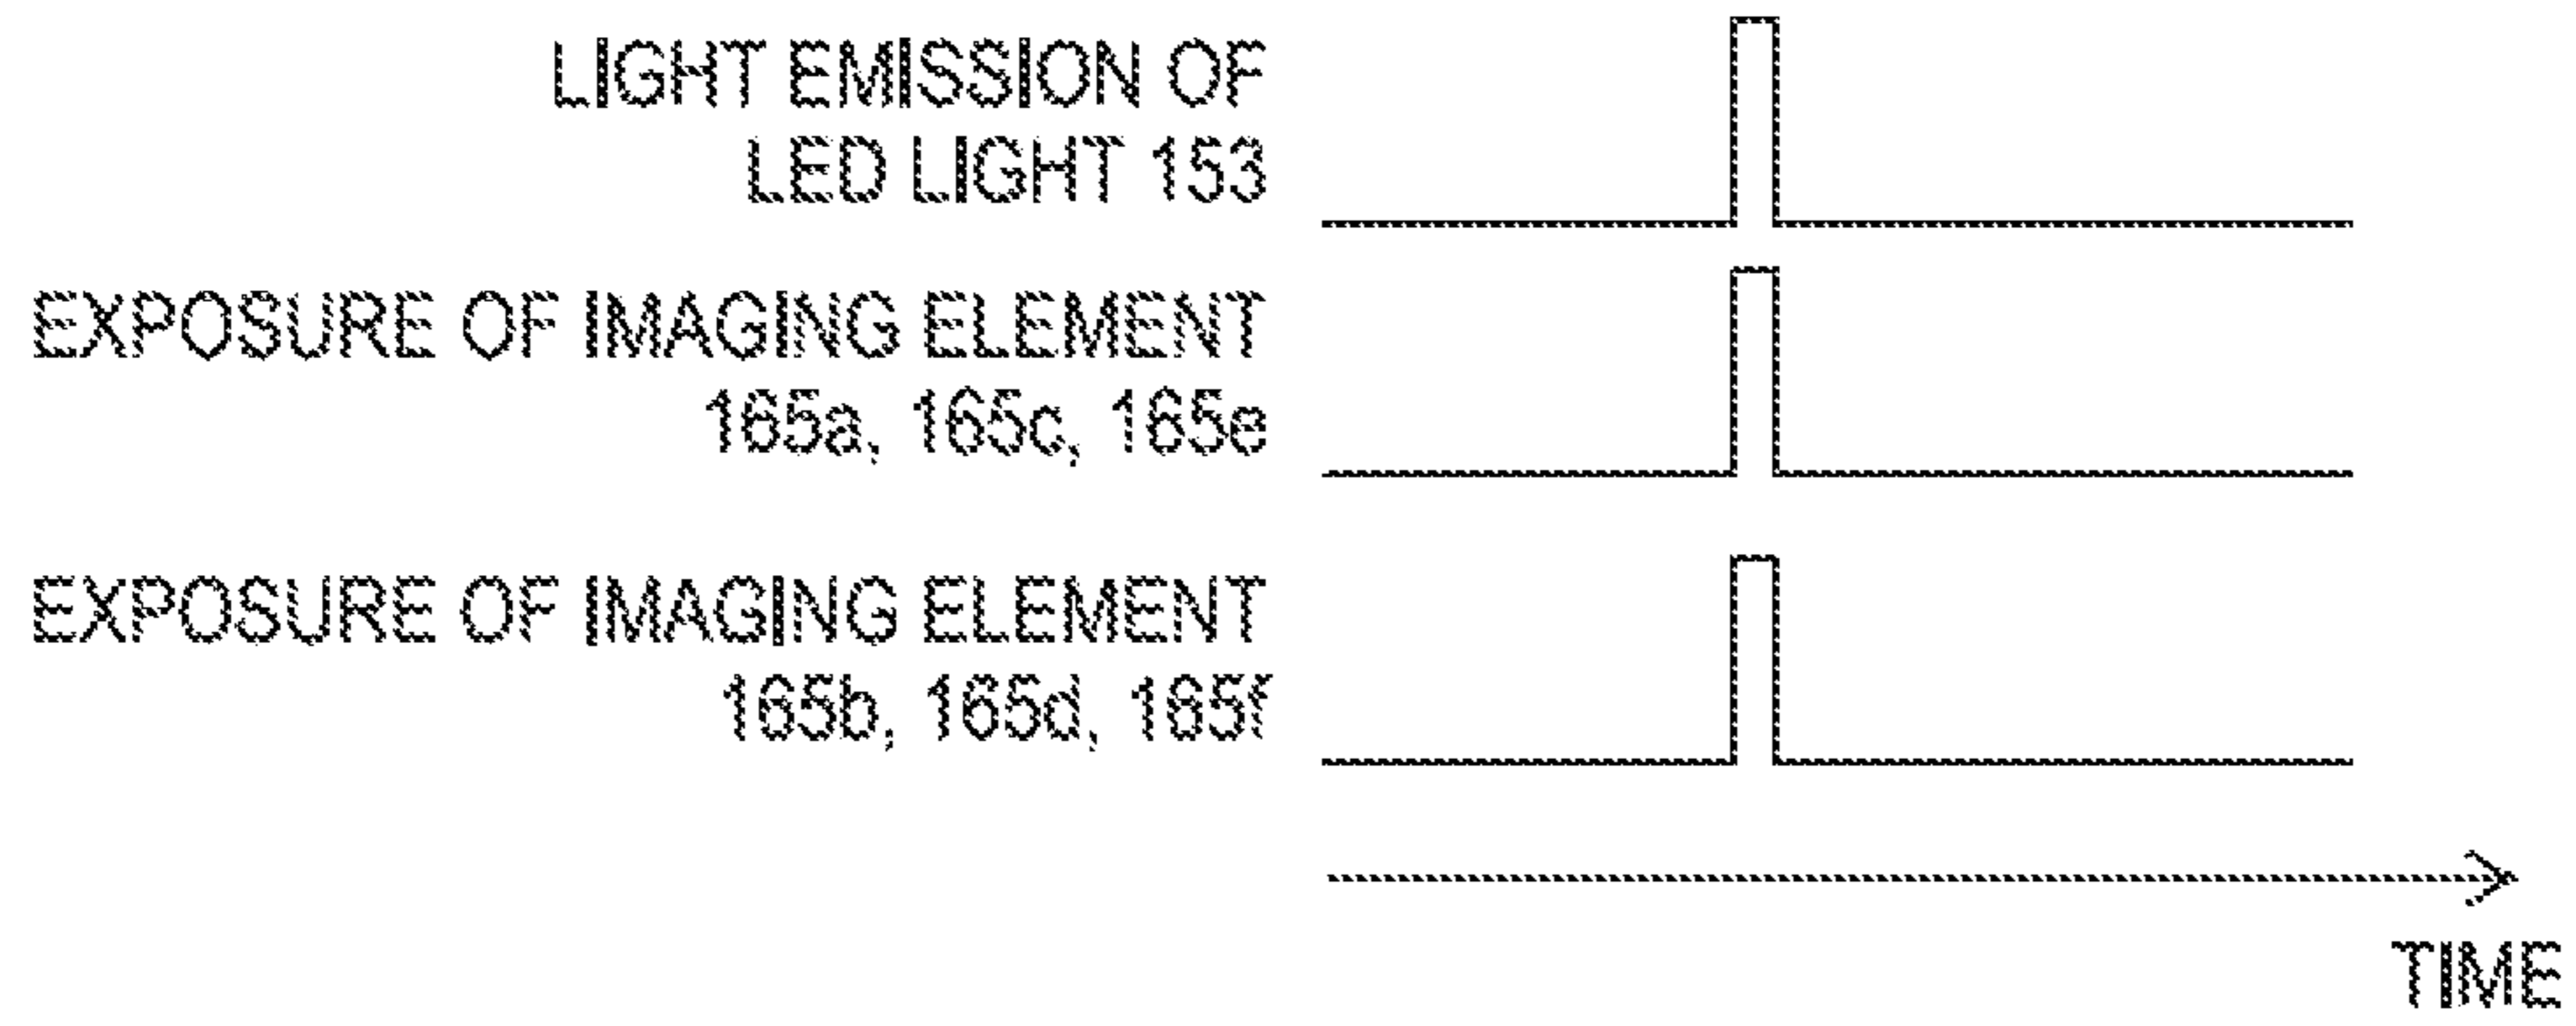 LIGHT EMISSION OF
LED LIGHT 153
EXPOSURE OF IMAGING ELEMENT
165a, 165c, 165e
EXPOSURE OF IMAGING ELEMENT
165b, 165d, 165f
TIME